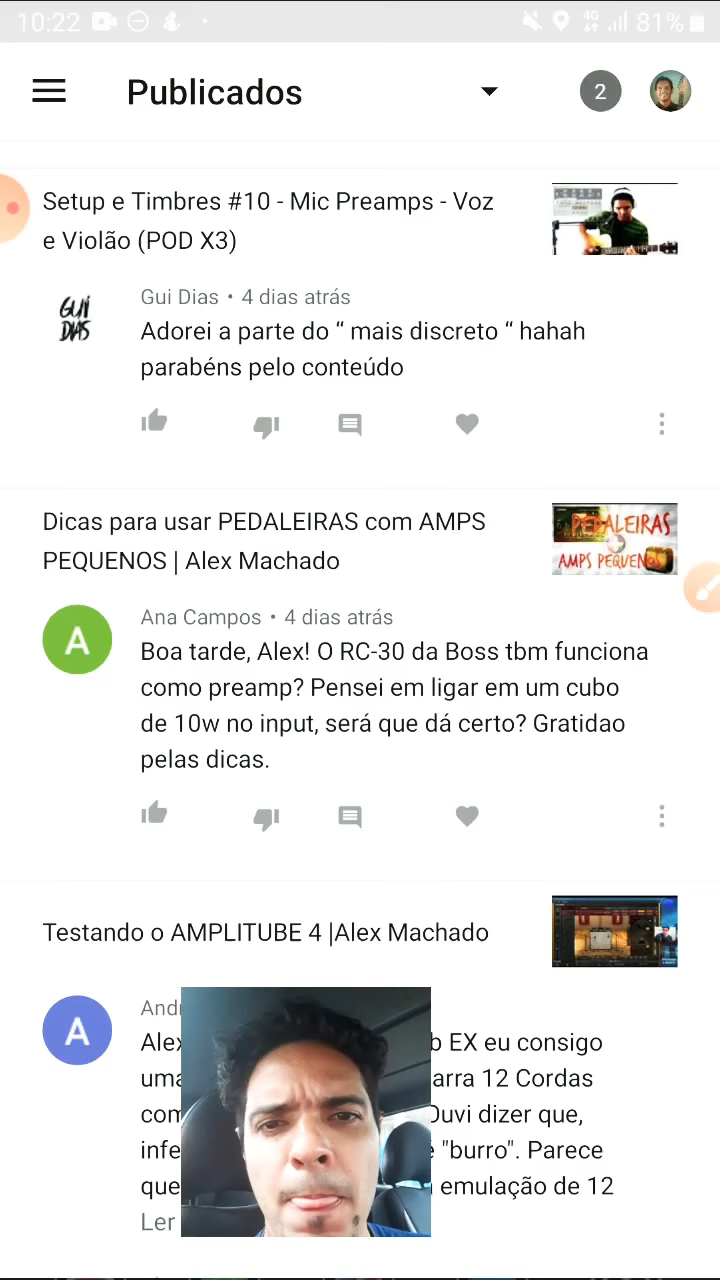 10:22
4G
81%
Publicados
2
Setup e Timbres #10 - Mic Preamps - Voz
e Violão (POD X3)
GUI
DIAS
Gui Dias • 4 dias atrás
Adorei a parte do “ mais discreto “ hahah
parabéns pelo conteúdo
Dicas para usar PEDALEIRAS com AMPS
PEQUENOS | Alex Machado
PEDALEIRAS
AMPS PEQUENOS
A
Ana Campos • 4 dias atrás
Boa tarde, Alex! O RC-30 da Boss tbm funciona
como preamp? Pensei em ligar em um cubo
de 10w no input, será que dá certo? Gratidao
pelas dicas.
Testando o AMPLITUBE 4 |Alex Machado
A
EX eu consigo
12 Cordas
Ouvi dizer que,
"burro". Parece
que emulação de 12
Ler